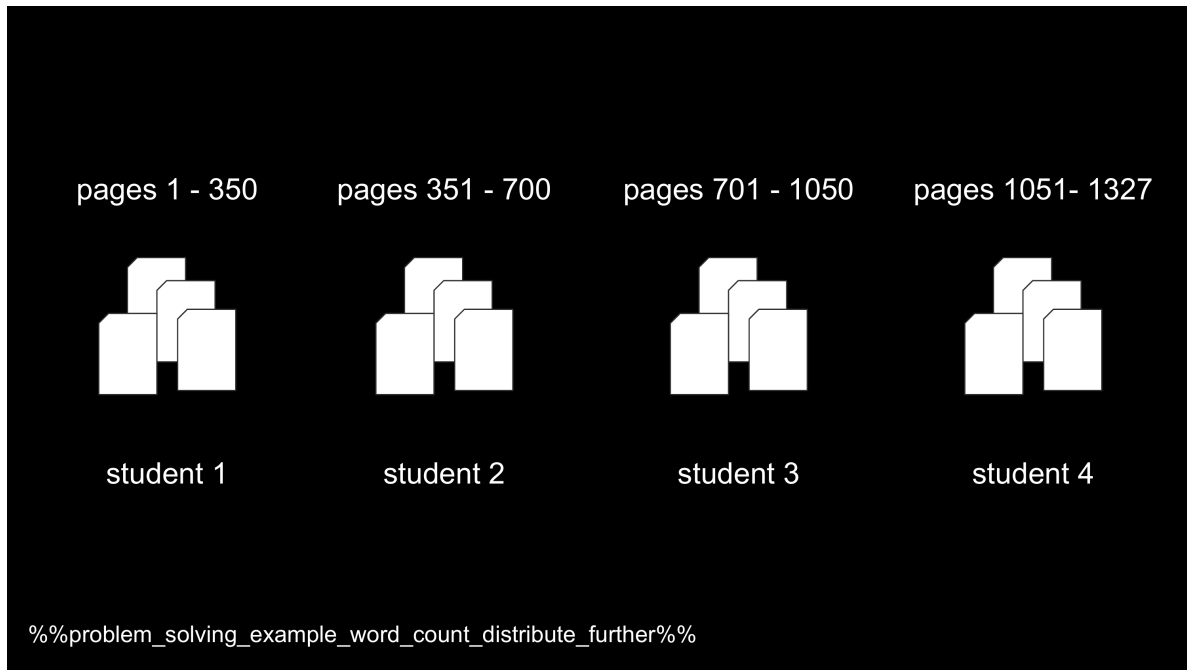 pages 1 - 350 pages 351 - 700 pages 701 - 1050 pages 1051- 1327
student 1 student 2 student 3 student 4
%%problem_solving_example_word_count_distribute_further%%